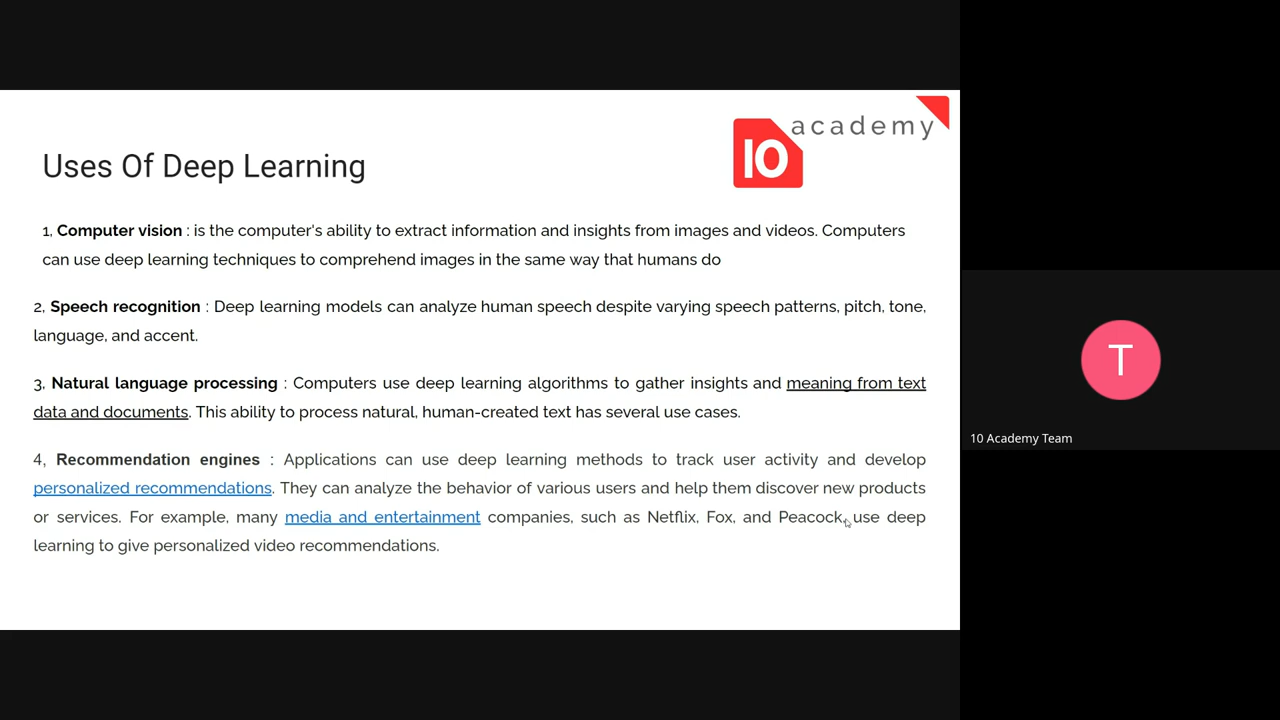 10 academy
Uses Of Deep Learning
1, Computer vision : is the computer's ability to extract information and insights from images and videos. Computers
can use deep learning techniques to comprehend images in the same way that humans do
2, Speech recognition : Deep learning models can analyze human speech despite varying speech patterns, pitch, tone,
language, and accent.
3, Natural language processing : Computers use deep learning algorithms to gather insights and meaning from text
data and documents. This ability to process natural, human-created text has several use cases.
4, Recommendation engines : Applications can use deep learning methods to track user activity and develop
personalized recommendations. They can analyze the behavior of various users and help them discover new products
or services. For example, many media and entertainment companies, such as Netflix, Fox, and Peacock, use deep
learning to give personalized video recommendations.
T
10 Academy Team